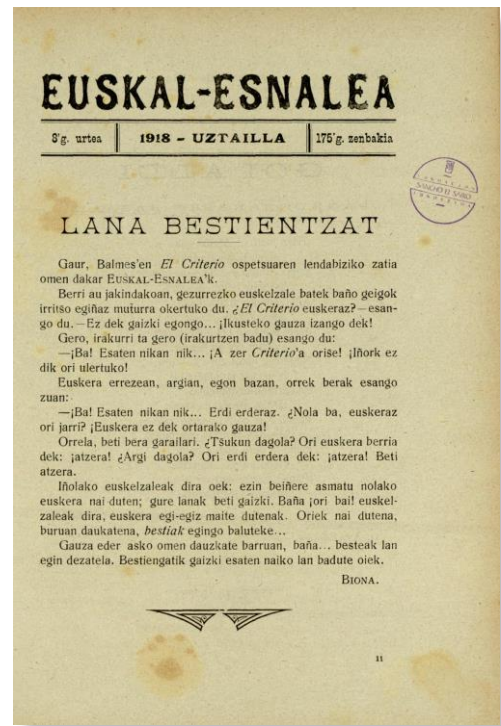 EUSKAL-ESNALEA
8'g. urtea 1918 - UZTAILLA 175'g. zenbakia
SANCHO EL SABIO
LANA BESTIENTZAT
Gaur, Balmes'en El Criterio ospetsuaren lendabiziko zatia
omen dakar EUSKAL-ESNALEA'k.
Berri au jakindakoan, gezurrezko euskelzale batek baño geigok
irritso egiñaz muturra okertuko du. ¿El Criterio euskeraz?—esan-
go du.—Ez dek gaizki egongo... ¡Ikusteko gauza izango dek!
Gero, irakurri ta gero (irakurtzen badu) esango du:
—¡Ba! Esaten nikan nik... ¡A zer Criterio'a orise! ¡Iñork ez
dik ori ulertuko!
Euskera errezean, argian, egon bazan, orrek berak esango
zuan:
—¡Ba! Esaten nikan nik... Erdi erderaz. ¿Nola ba, euskeraz
ori jarri? ¡Euskera ez dek ortarako gauza!
Orrela, beti bera garailari. ¿Tŝukun dagola? Ori euskera berria
dek: ¡atzera! ¿Argi dagola? Ori erdi erdera dek: ¡atzera! Beti
atzera.
Iñolako euskelzaleak dira oek: ezin beiñere asmatu nolako
euskera nai duten; gure lanak beti gaizki. Baña ¡ori bai! euskel-
zaleak dira, euskera egi-egiz maite dutenak. Oriek nai dutena,
buruan daukatena, bestiak egingo baluteke...
Gauza eder asko omen dauzkate barruan, baña... besteak lan
egin dezatela. Bestiengatik gaizki esaten naiko lan badute oiek.
BIONA.
11